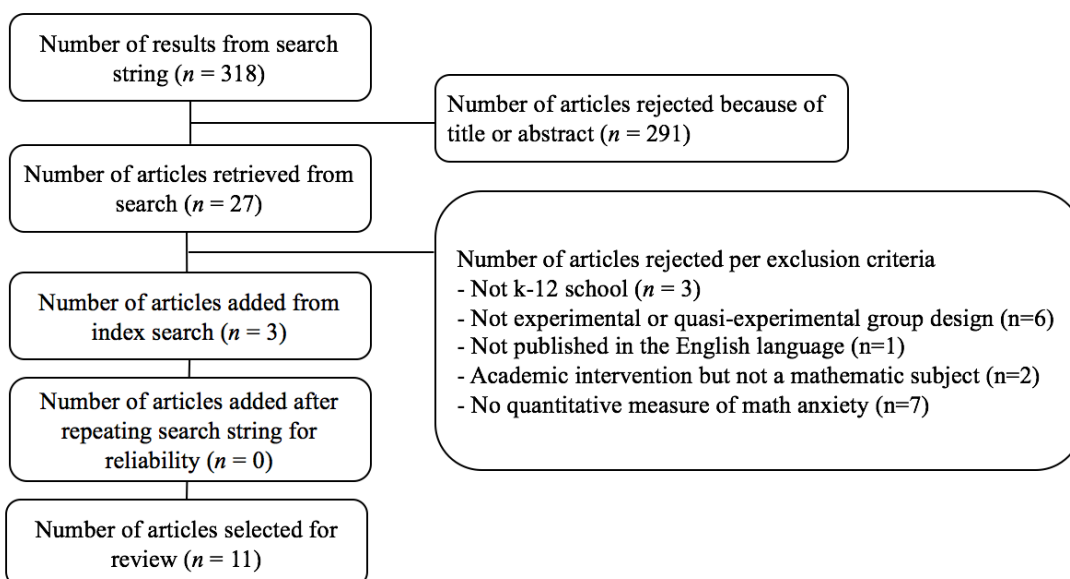 Number of results from search
string (n = 318)
Number of articles rejected because of
title or abstract (n = 291)
Number of articles retrieved from
search (n = 27)
Number of articles rejected per exclusion criteria
- Not k-12 school (n = 3)
- Not experimental or quasi-experimental group design (n=6)
- Not published in the English language (n=1)
- Academic intervention but not a mathematic subject (n=2)
- No quantitative measure of math anxiety (n=7)
Number of articles added from
index search (n = 3)
Number of articles added after
repeating search string for
reliability (n = 0)
Number of articles selected for
review (n = 11)